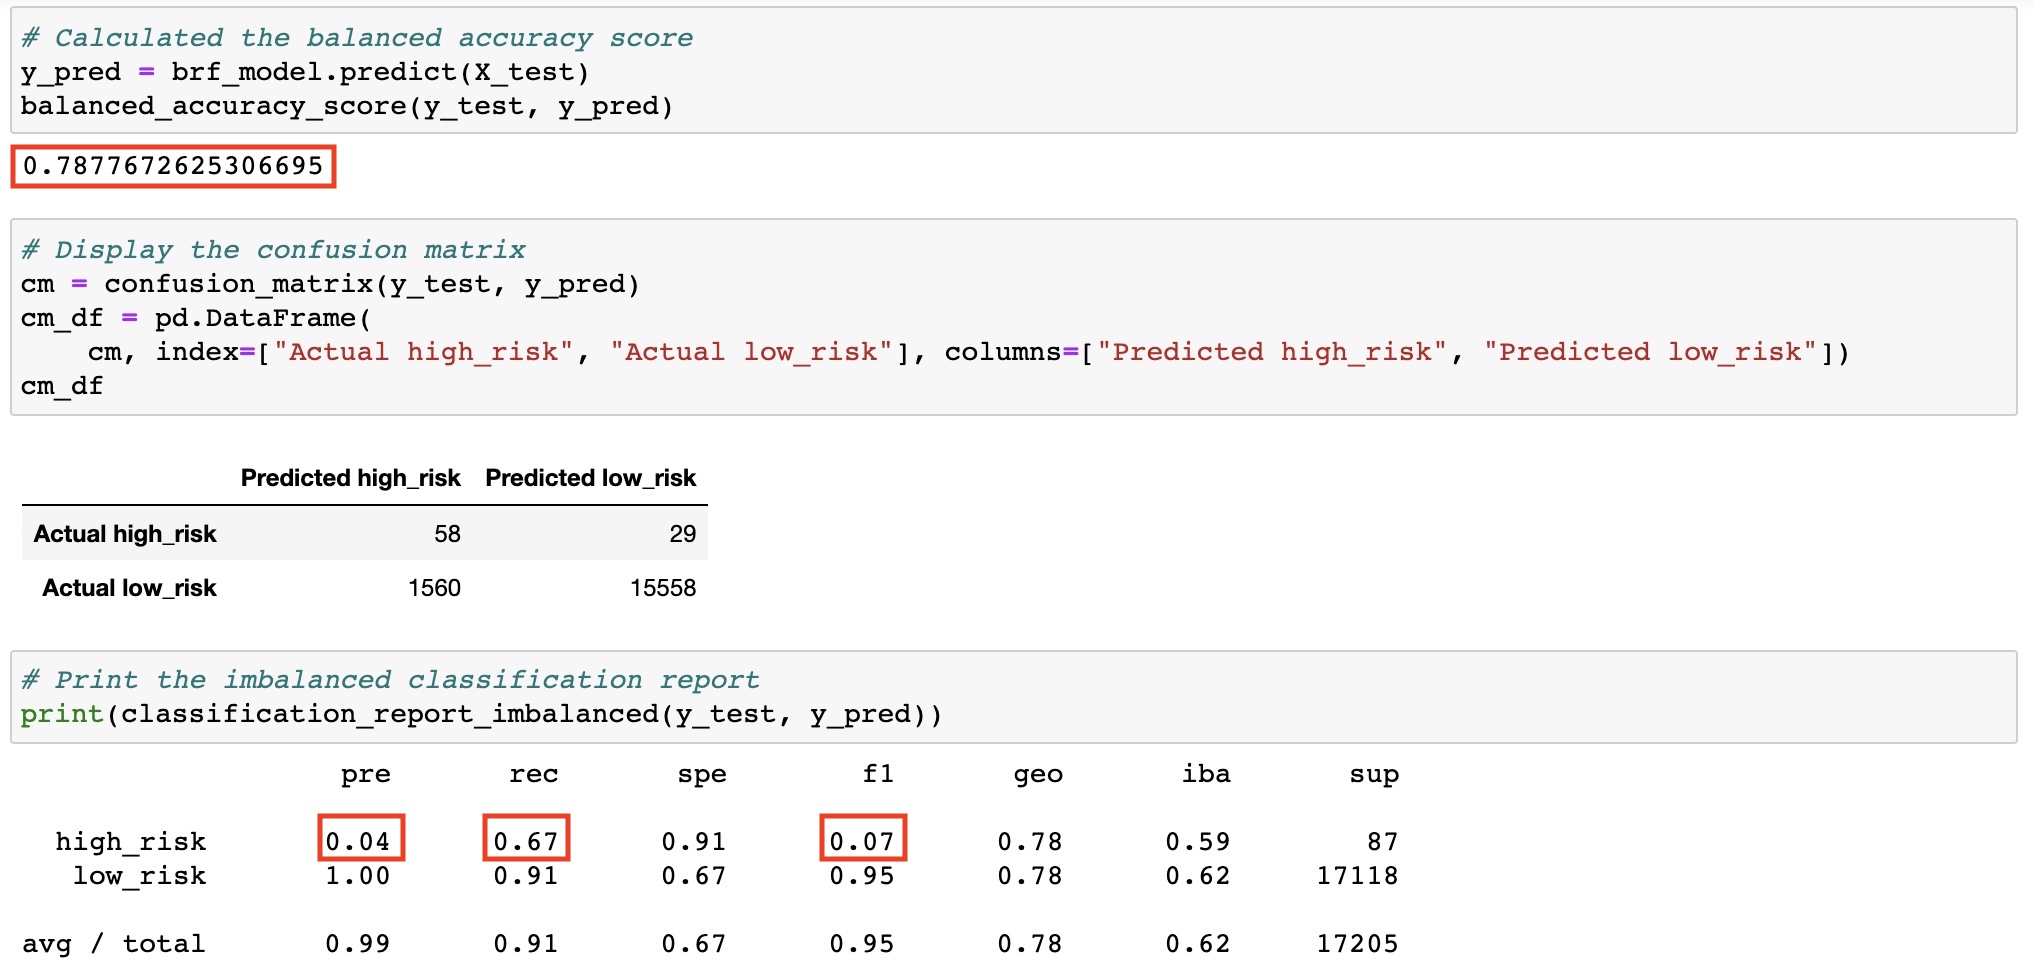 # Calculated the balanced accuracy score
y_pred = brf_model.predict(X_test)
balanced_accuracy_score(y_test, y_pred)
0.7877672625306695
# Display the confusion matrix
cm = confusion_matrix(y_test, y_pred)
cm_df = pd.DataFrame(
    cm, index=["Actual high_risk", "Actual low_risk"], columns=["Predicted high_risk", "Predicted low_risk"])
cm_df
Predicted high_risk Predicted low_risk
Actual high_risk 58 29
Actual low_risk 1560 15558
# Print the imbalanced classification report
print(classification_report_imbalanced(y_test, y_pred))
pre rec spe f1 geo iba sup
high_risk 0.04 0.67 0.91 0.07 0.78 0.59 87
low_risk 1.00 0.91 0.67 0.95 0.78 0.62 17118
avg / total 0.99 0.91 0.67 0.95 0.78 0.62 17205